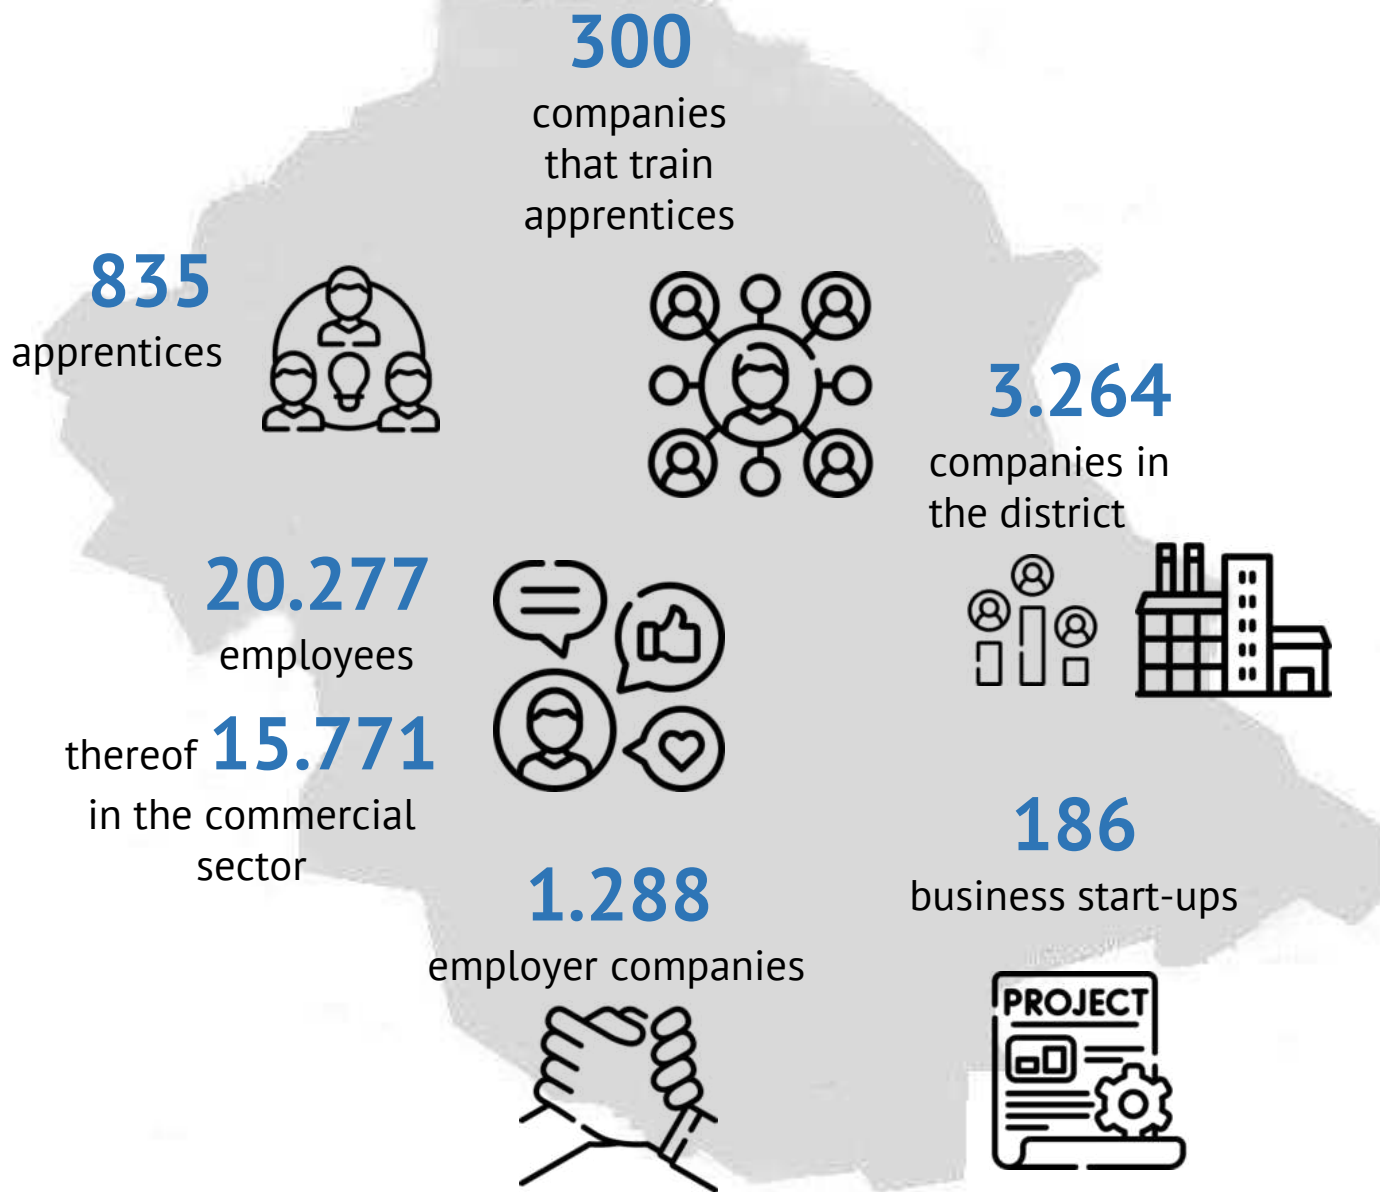 300
companies
that train
apprentices
835
apprentices
3.264
companies in
the district
20.277
employees
thereof 15.771
in the commercial
sector
186
business start-ups
1.288
employer companies
PROJECT